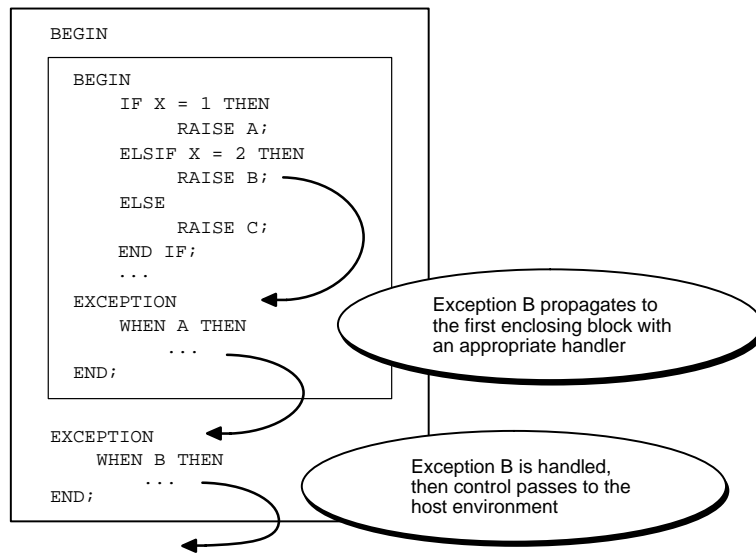 BEGIN
BEGIN
IF X = 1 THEN
RAISE A;
ELSIF X = 2 THEN
RAISE B;
ELSE
RAISE C;
END IF;
...
EXCEPTION
WHEN A THEN
...
END;
Exception B propagates to
the first enclosing block with
an appropriate handler
EXCEPTION
WHEN B THEN
...
END;
Exception B is handled,
then control passes to the
host environment